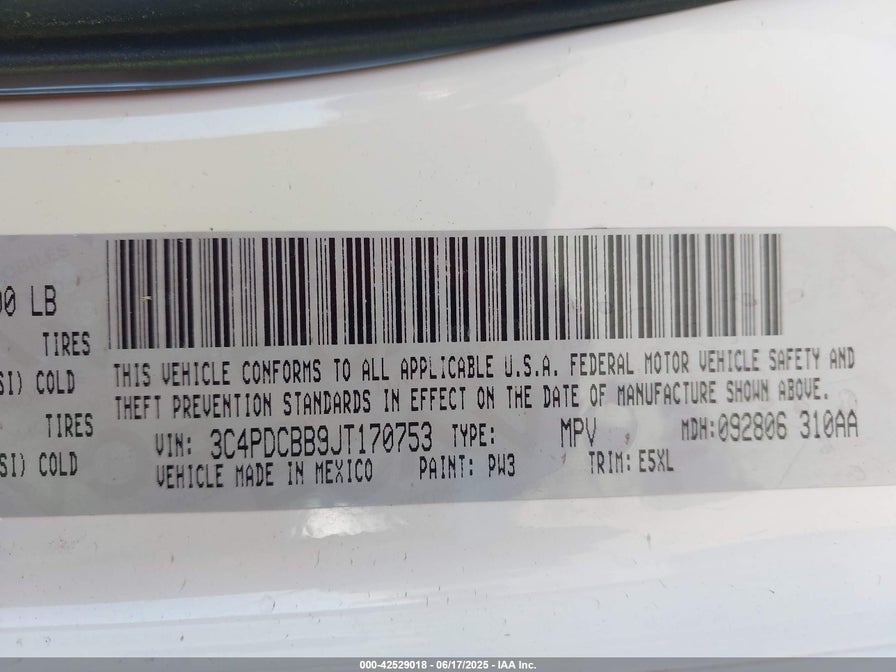 00 LB
TIRES
SI) COLD
TIRES
SI) COLD
THIS VEHICLE CONFORMS TO ALL APPLICABLE U.S.A. FEDERAL MOTOR VEHICLE SAFETY AND
THEFT PREVENTION STANDARDS IN EFFECT ON THE DATE OF MANUFACTURE SHOWN ABOVE.
VIN: 3C4PDCBB9JT170753 TYPE: MPV MDH:092806 310AA
VEHICLE MADE IN MEXICO PAINT: PW3 TRIM: E5XL
000-42529018 - 06/17/2025 - IAA Inc.